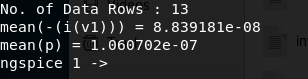 No. of Data Rows : 13
mean(-(i(v1))) = 8.839181e-08
mean(p) = 1.060702e-07
ngspice 1 ->